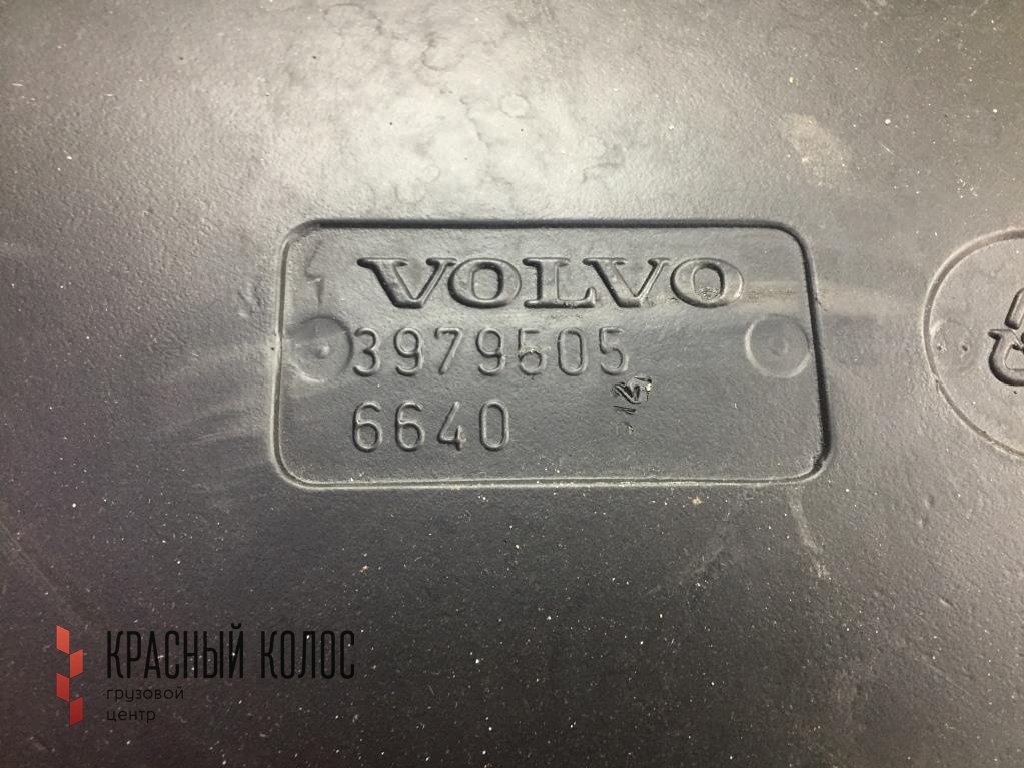 VOLVO
3979505
6640
КРАСНЫЙ КОЛОС
грузовой
центр